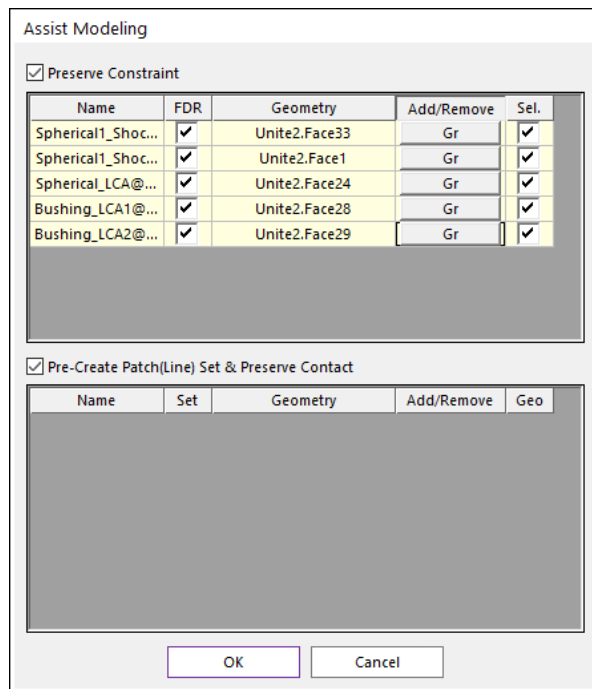 Assist Modeling
Preserve Constraint
Name FDR Geometry Add/Remove Sel.
Spherical1_Shoc... Unite2.Face33 Gr
Spherical1_Shoc... Unite2.Face1 Gr
Spherical_LCA@... Unite2.Face24 Gr
Bushing_LCA1@... Unite2.Face28 Gr
Bushing_LCA2@... Unite2.Face29 Gr
Pre-Create Patch(Line) Set & Preserve Contact
Name Set Geometry Add/Remove Geo
OK Cancel